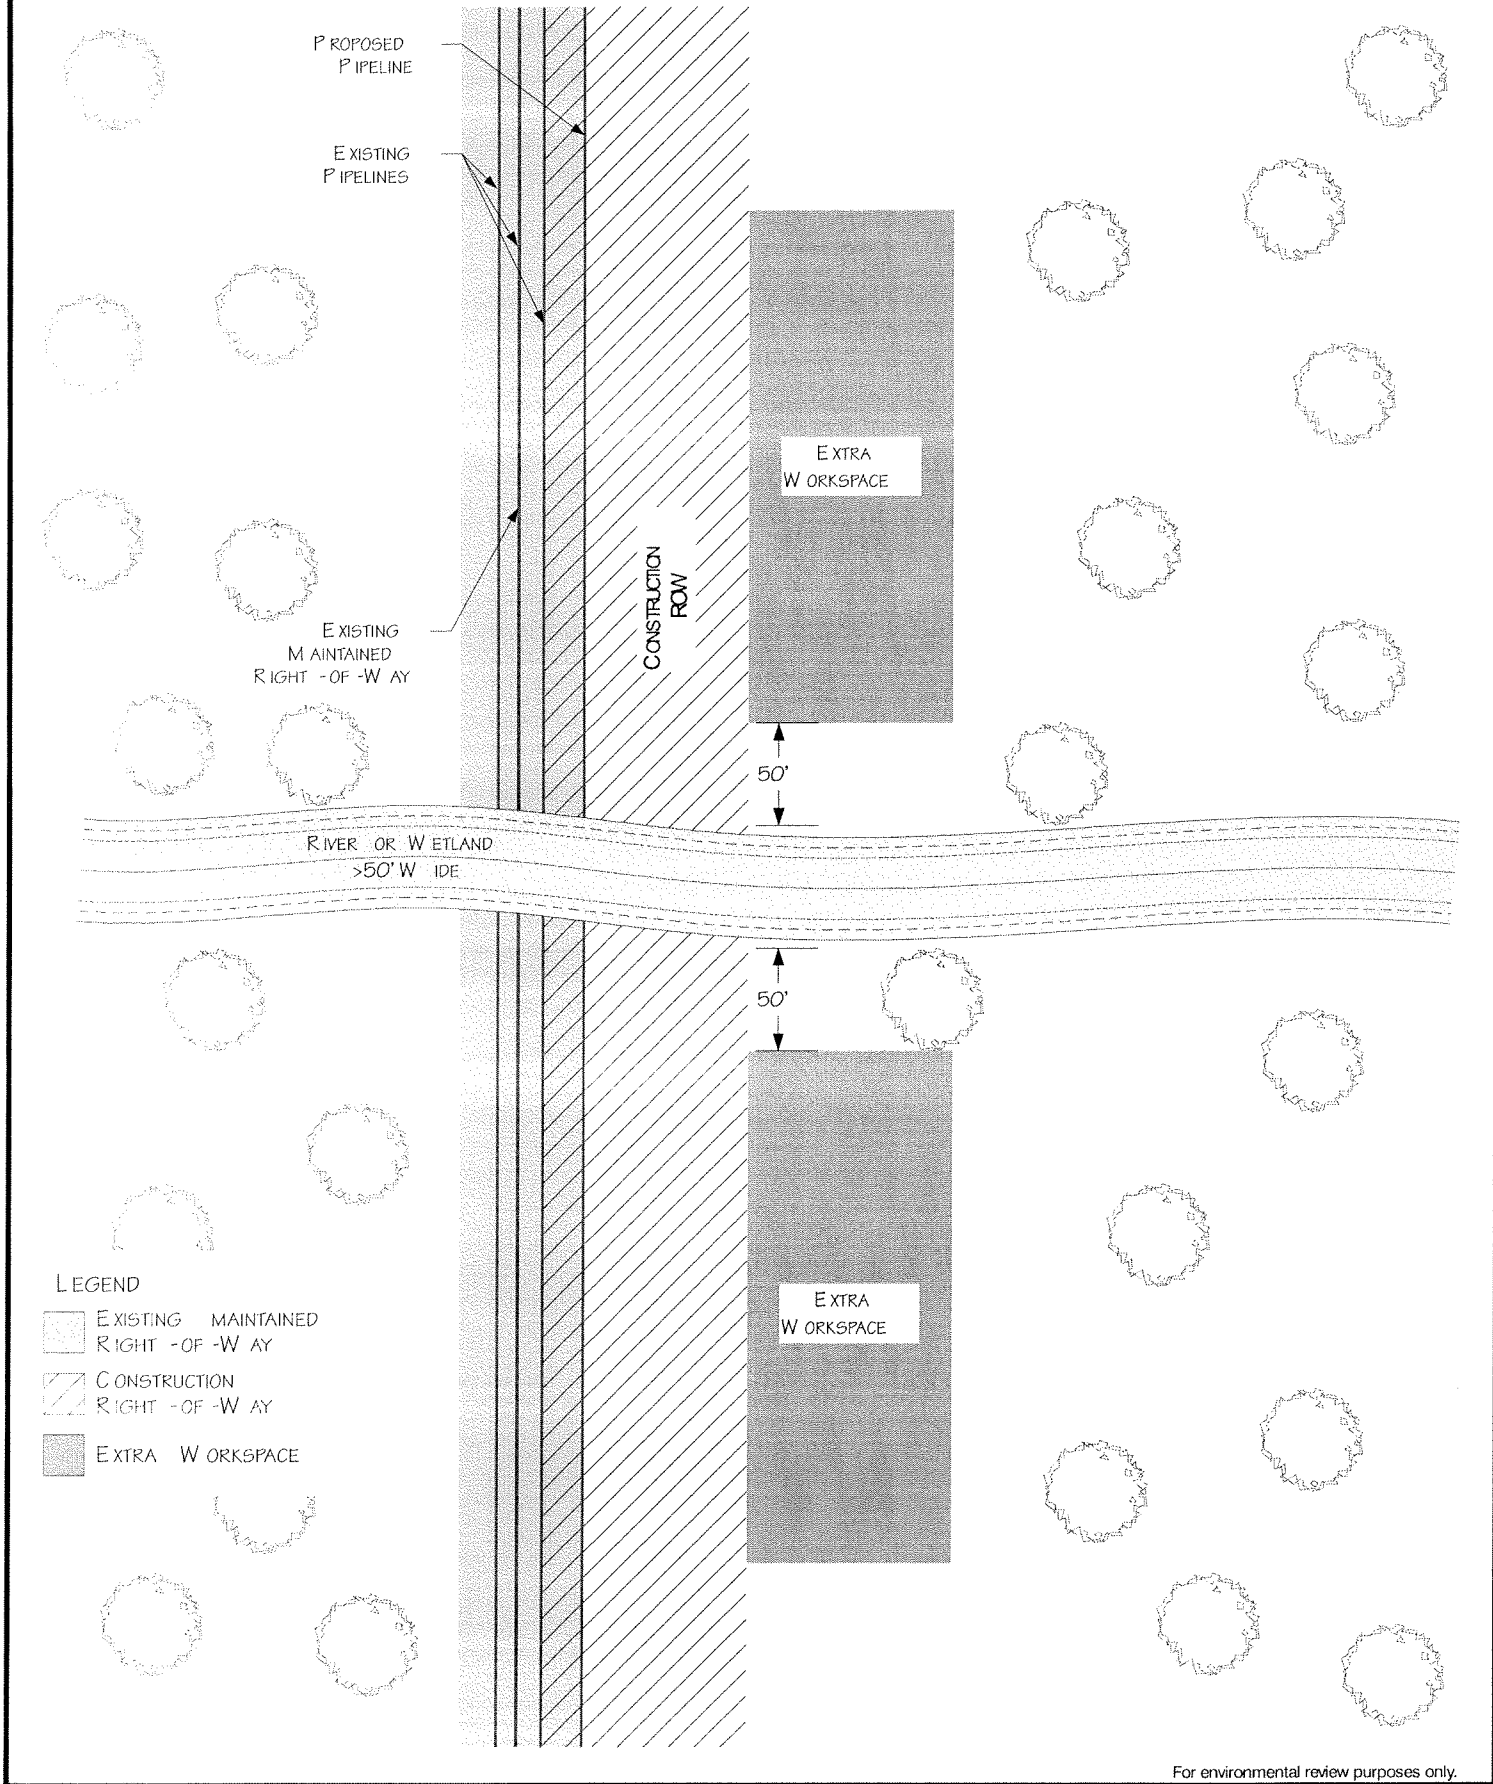 PROPOSED
PIPELINE
EXISTING
PIPELINES
EXTRA
WORKSPACE
CONSTRUCTION
ROW
EXISTING
MAINTAINED
RIGHT-OF-WAY
50'
RIVER OR WETLAND
>50' WIDE
50'
LEGEND
EXISTING MAINTAINED
RIGHT-OF-WAY
CONSTRUCTION
RIGHT-OF-WAY
EXTRA WORKSPACE
EXTRA
WORKSPACE
For environmental review purposes only.